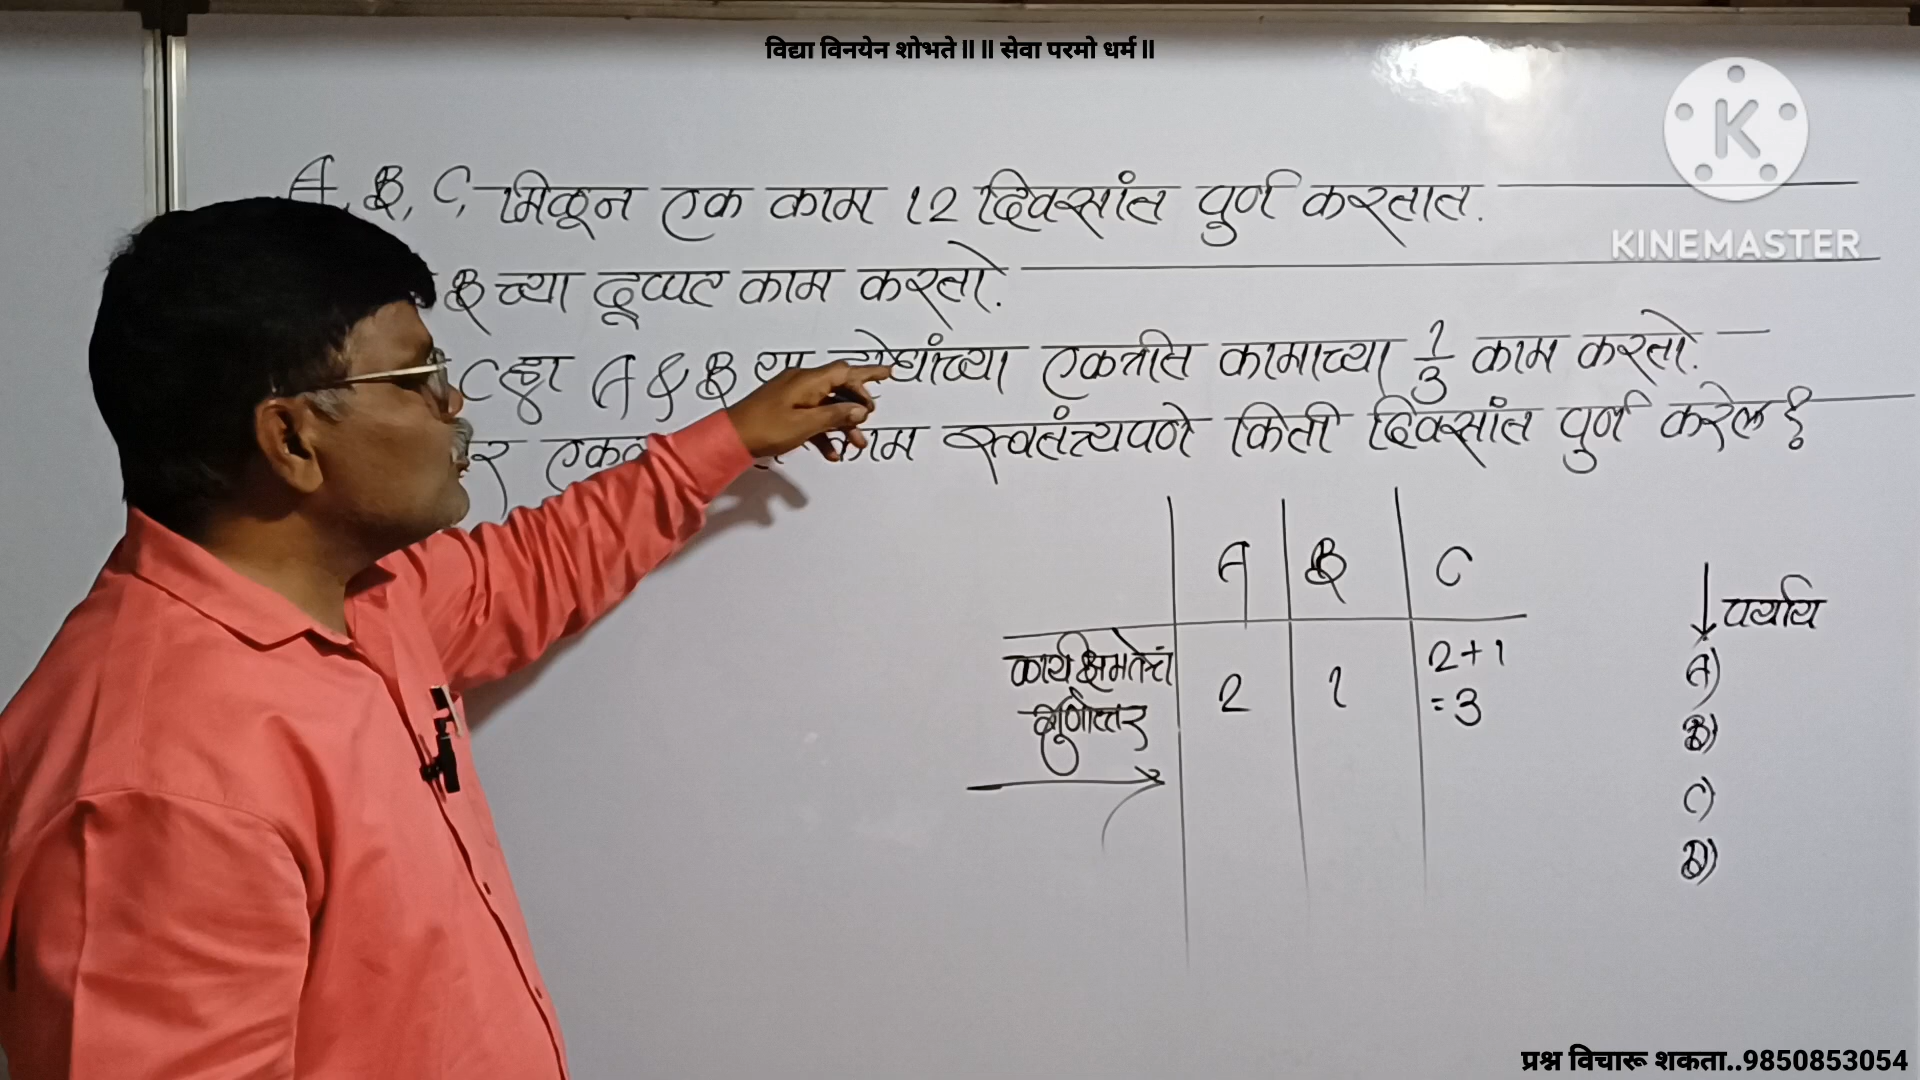 विद्या विनयेन शोभते ॥ ॥ सेवा परमो धर्म ॥
KINEMASTER
A, B, C, मिळून एक काम 12 दिवसांत पुर्ण करतात.
B च्या दूप्पट काम करतो.
C हा A & B या दोघांच्या एकत्रीत कामाच्या 1/3 काम करतो.
काम स्वतंत्र्यपणे किती दिवसांत पुर्ण करेल ?
A B C
कार्यक्षमतेचं गुणोत्तर 2 1 2+1 = 3
पर्याय
A)
B)
C)
D)
प्रश्न विचारू शकता..9850853054